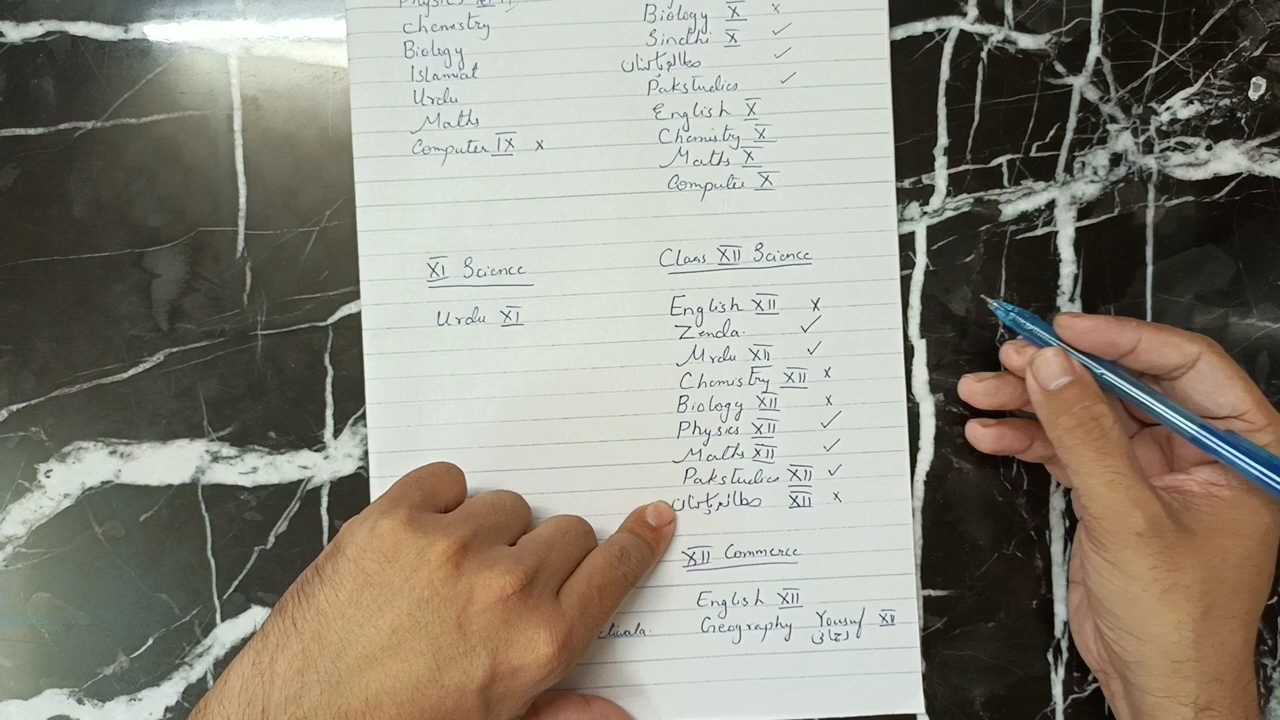 Physics
Chemistry
Biology
Islamiat
Urdu
Maths
Computer IX x
Biology X x
Sindhi X ✓
مطالعہ پاکستان ✓
Pakstudies ✓
English X
Chemistry X
Maths X
Computer X
XI Science
Urdu XI
Class XII Science
English XII x
Zenda. ✓
Urdu XII ✓
Chemistry XII x
Biology XII x
Physics XII ✓
Maths XII ✓
Pakstudies XII ✓
مطالعہ پاکستان XII x
XII Commerce
English XII
Geography Yousuf XII